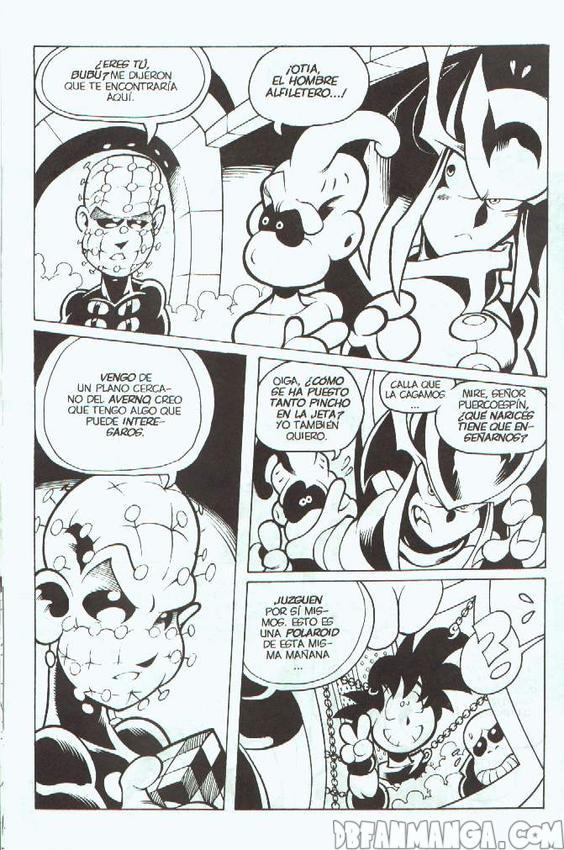 ¿ERES TÚ,
BUBÚ? ME DIJERON
QUE TE ENCONTRARÍA
AQUÍ.
¡OTIA,
EL HOMBRE
ALFILETERO...!
VENGO DE
UN PLANO CERCA-
NO DEL AVERNO, CREO
QUE TENGO ALGO QUE
PUEDE INTERE-
SAROS.
OIGA, ¿CÓMO
SE HA PUESTO
TANTO PINCHO
EN LA JETA?
YO TAMBIÉN
QUIERO.
CALLA QUE
LA CAGAMOS
...
MIRE, SEÑOR
PUERCOESPÍN,
¿QUÉ NARICES
TIENE QUE EN-
SEÑARNOS?
JUZGUEN
POR SÍ MIS-
MOS. ESTO ES
UNA POLAROID
DE ESTA MIS-
MA MAÑANA
...
DBFANMANGA.COM